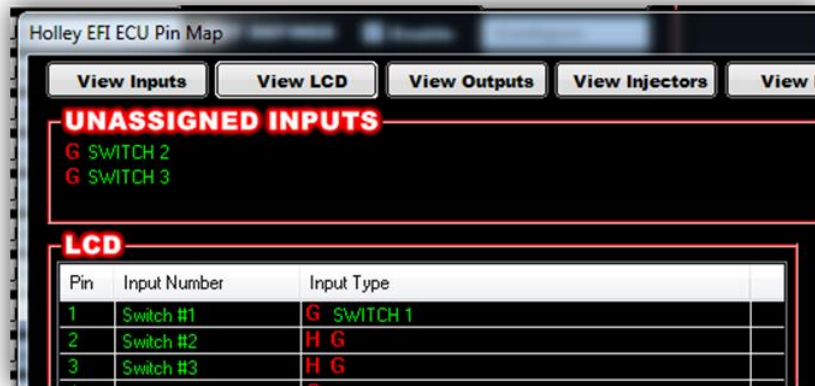 Holley EFI ECU Pin Map
View Inputs View LCD View Outputs View Injectors View
UNASSIGNED INPUTS
G SWITCH 2
G SWITCH 3
LCD
Pin Input Number Input Type
1 Switch #1 G SWITCH 1
2 Switch #2 H G
3 Switch #3 H G